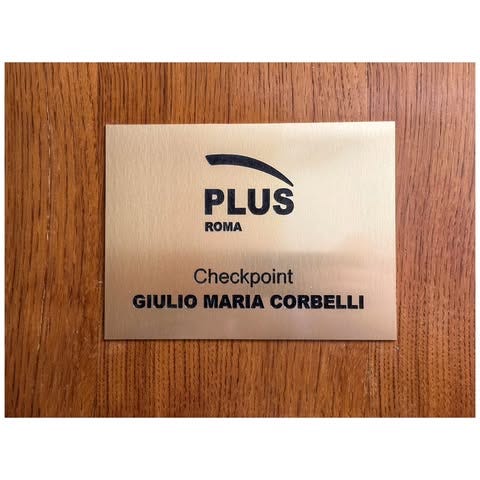 PLUS
ROMA
Checkpoint
GIULIO MARIA CORBELLI